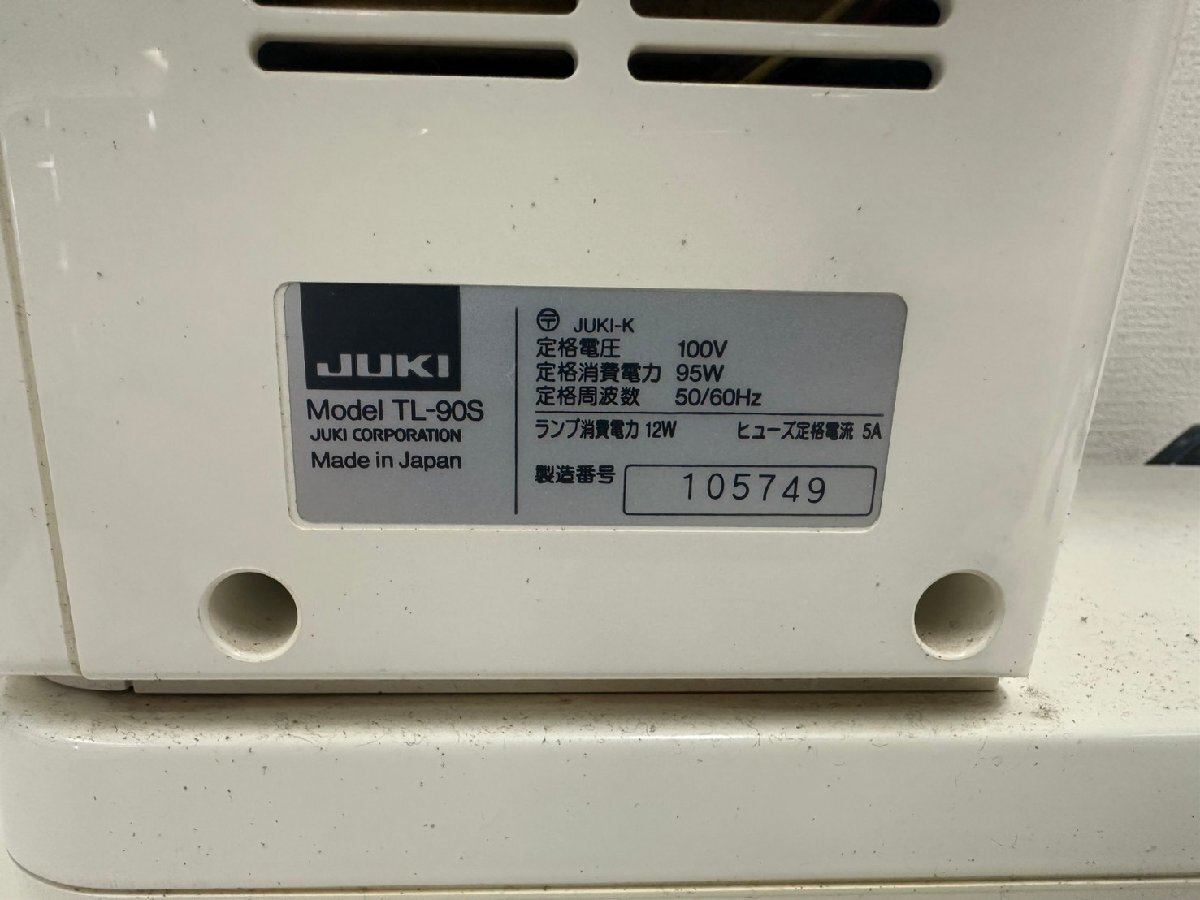 JUKI
Model TL-90S
JUKI CORPORATION
Made in Japan
〶 JUKI-K
定格電圧 100V
定格消費電力 95W
定格周波数 50/60Hz
ランプ消費電力 12W ヒューズ定格電流 5A
製造番号 105749